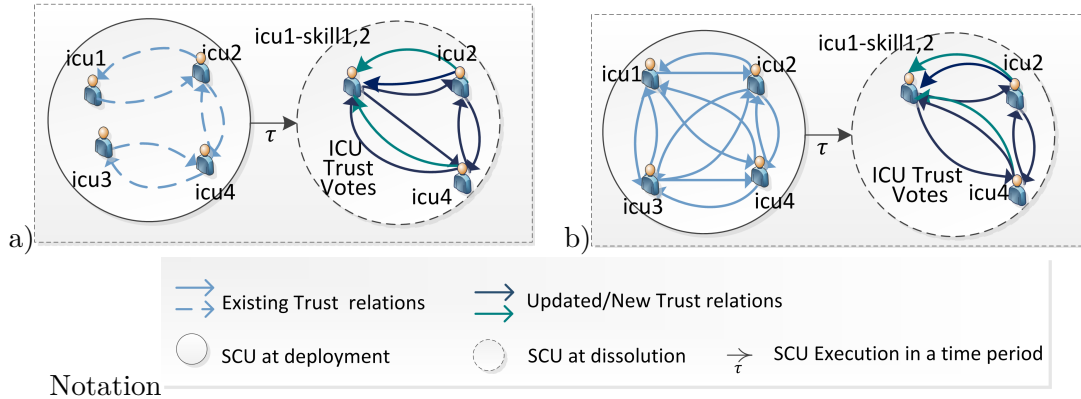 icu1
icu2
icu3
icu4
τ
icu1-skill1,2
icu2
ICU
Trust
Votes
icu4
a)
icu1
icu2
icu3
icu4
τ
icu1-skill1,2
icu2
ICU Trust
Votes
icu4
b)
Existing Trust relations
Updated/New Trust relations
SCU at deployment
SCU at dissolution
τ
SCU Execution in a time period
Notation